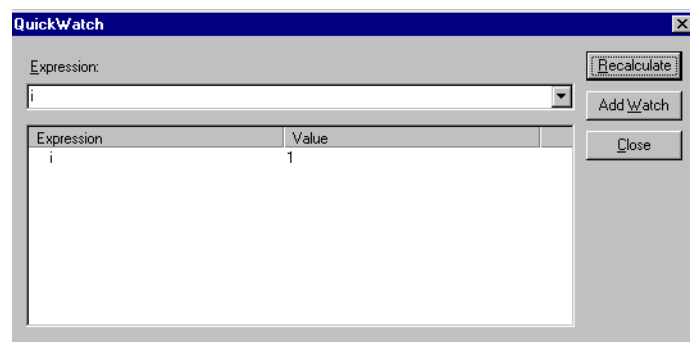 QuickWatch
Expression:
i
Recalculate
Add Watch
Close
Expression Value
i 1